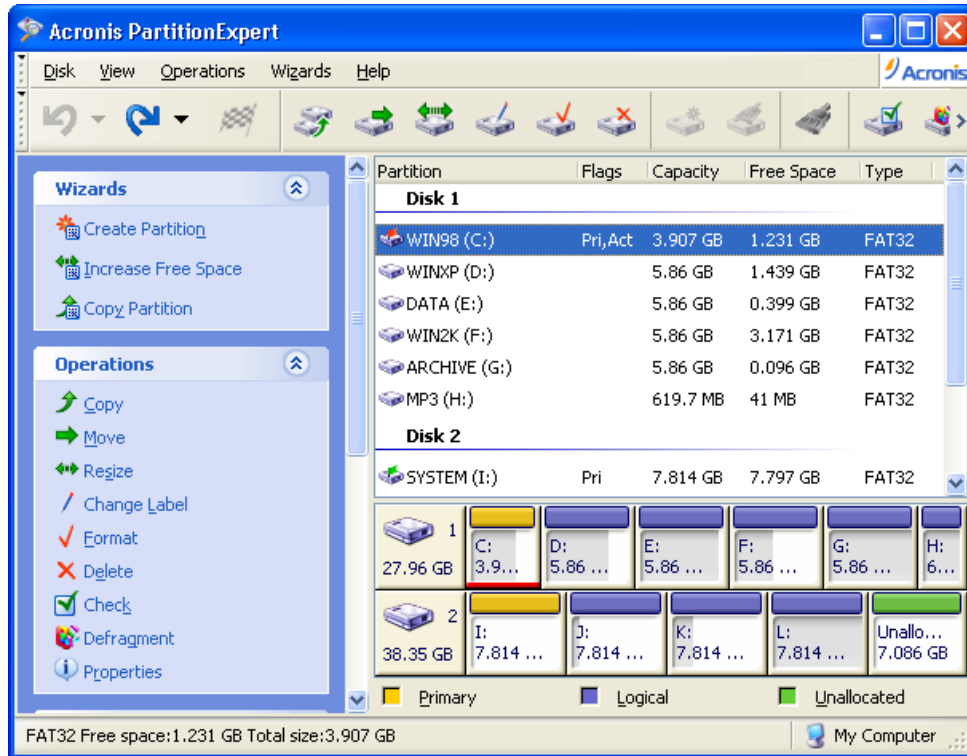 Acronis PartitionExpert
Disk View Operations Wizards Help
Acronis
Wizards
Create Partition
Increase Free Space
Copy Partition
Operations
Copy
Move
Resize
Change Label
Format
Delete
Check
Defragment
Properties
Partition Flags Capacity Free Space Type
Disk 1
WIN98 (C:) Pri,Act 3.907 GB 1.231 GB FAT32
WINXP (D:) 5.86 GB 1.439 GB FAT32
DATA (E:) 5.86 GB 0.399 GB FAT32
WIN2K (F:) 5.86 GB 3.171 GB FAT32
ARCHIVE (G:) 5.86 GB 0.096 GB FAT32
MP3 (H:) 619.7 MB 41 MB FAT32
Disk 2
SYSTEM (I:) Pri 7.814 GB 7.797 GB FAT32
1 C: D: E: F: G: H:
27.96 GB 3.9... 5.86 ... 5.86 ... 5.86 ... 5.86 ... 6...
2 I: J: K: L: Unallo...
38.35 GB 7.814 ... 7.814 ... 7.814 ... 7.814 ... 7.086 GB
Primary Logical Unallocated
FAT32 Free space:1.231 GB Total size:3.907 GB My Computer